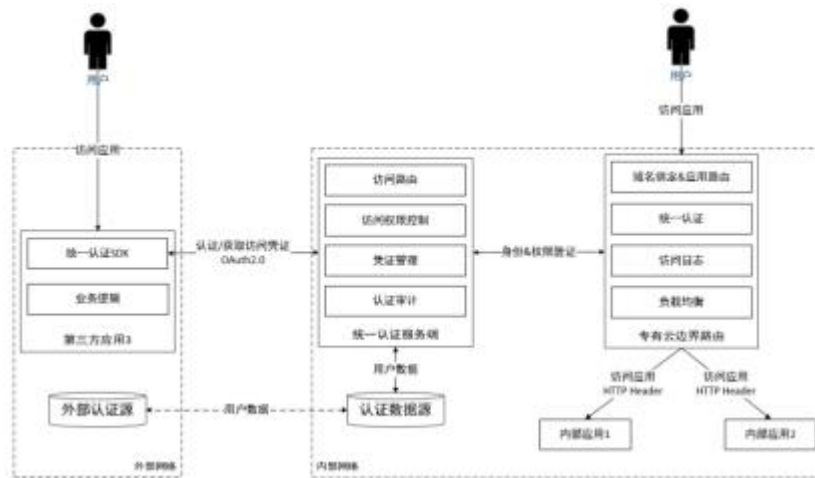 用户
用户
访问应用
访问应用
访问路由
域名绑定&应用路由
访问权限控制
统一认证
统一认证SDK
认证/获取访问凭证
OAuth2.0
凭证管理
身份&权限验证
访问日志
业务逻辑
认证审计
负载均衡
第三方应用3
统一认证服务端
专有云边界路由
用户数据
访问应用
HTTP Header
访问应用
HTTP Header
外部认证源
用户数据
认证数据源
内部应用1
内部应用2
外部网络
内部网络